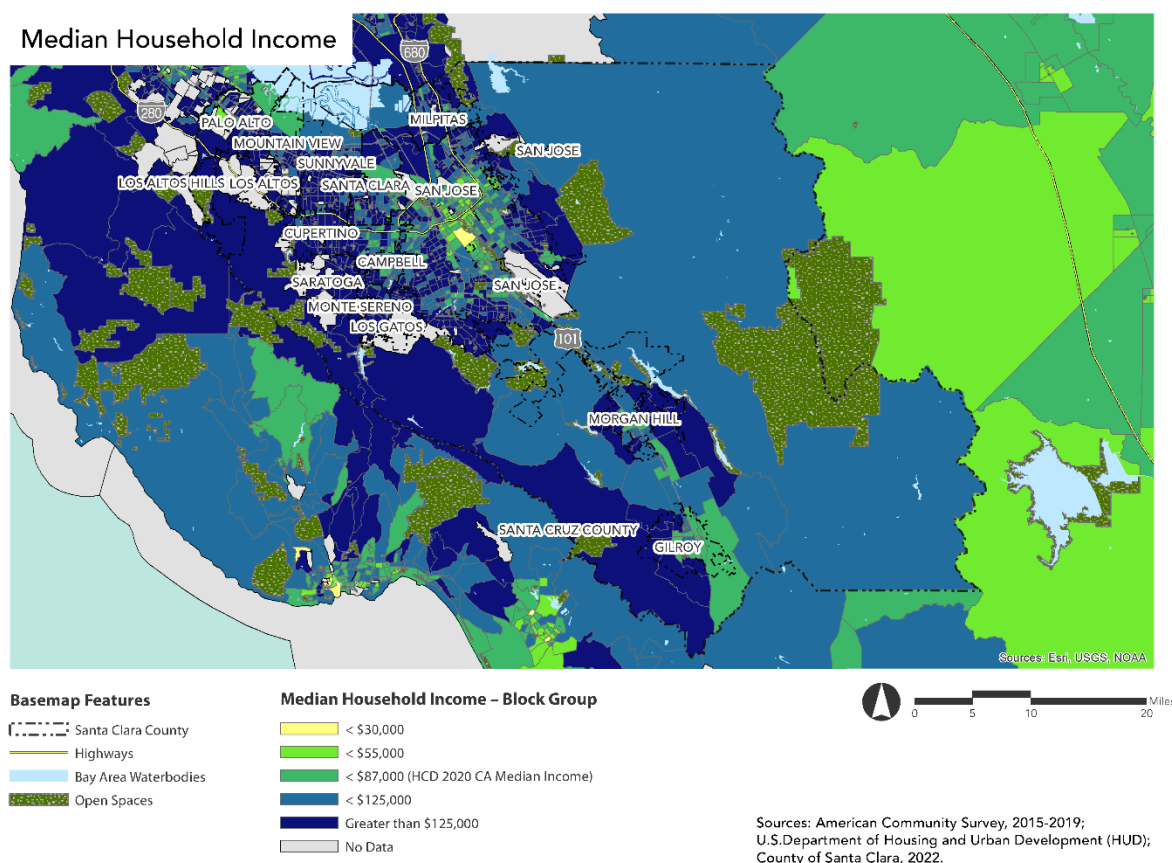 Median Household Income
680
280
PALO ALTO
MILPITAS
MOUNTAIN VIEW
SAN JOSE
SUNNYVALE
LOS ALTOS HILLS
LOS ALTOS
SANTA CLARA
SAN JOSE
CUPERTINO
CAMPBELL
SARATOGA
SAN JOSE
MONTE SERENO
LOS GATOS
101
MORGAN HILL
SANTA CRUZ COUNTY
GILROY
Sources: Esri, USGS, NOAA
Basemap Features
Santa Clara County
Highways
Bay Area Waterbodies
Open Spaces
Median Household Income – Block Group
< $30,000
< $55,000
< $87,000 (HCD 2020 CA Median Income)
< $125,000
Greater than $125,000
No Data
0 5 10 20 Miles
Sources: American Community Survey, 2015-2019;
U.S.Department of Housing and Urban Development (HUD);
County of Santa Clara, 2022.